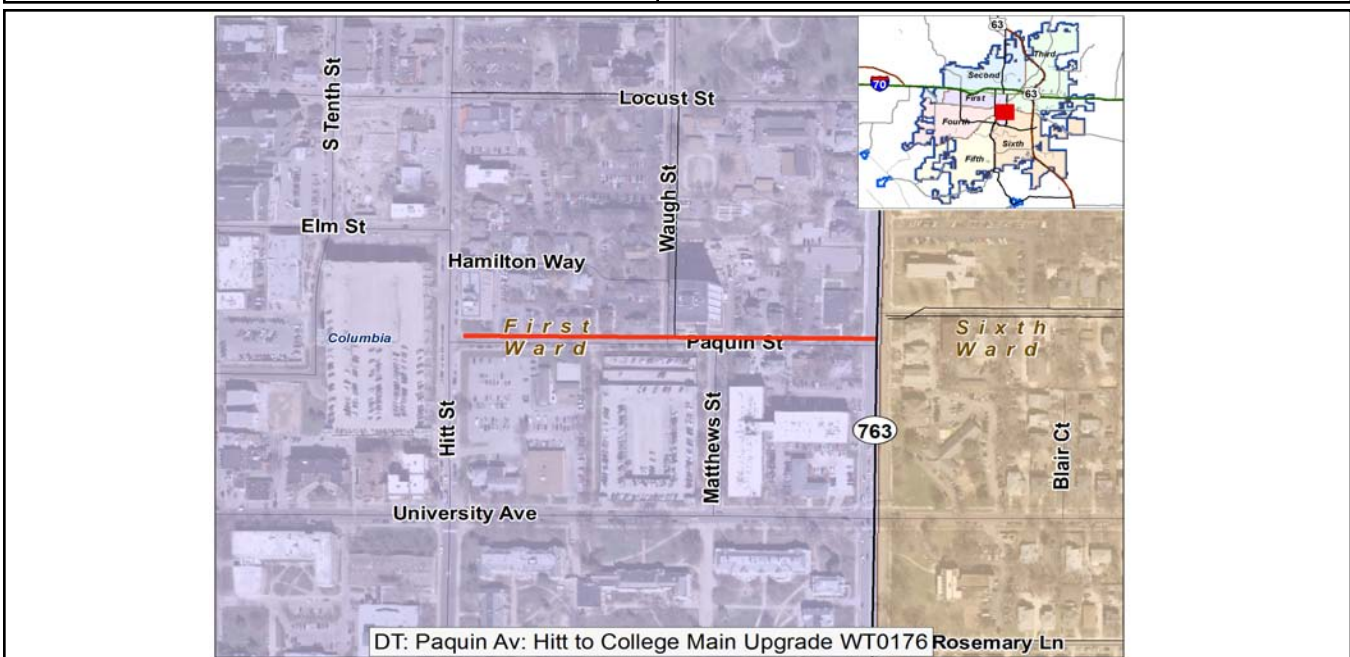 63
Third
Second
70
63
First
Fourth
Sixth
Fifth
S Tenth St
Locust St
Waugh St
Elm St
Hamilton Way
Columbia
First
Ward
Sixth
Ward
Paquin St
Hitt St
Matthews St
763
Blair Ct
University Ave
DT: Paquin Av: Hitt to College Main Upgrade WT0176
Rosemary Ln